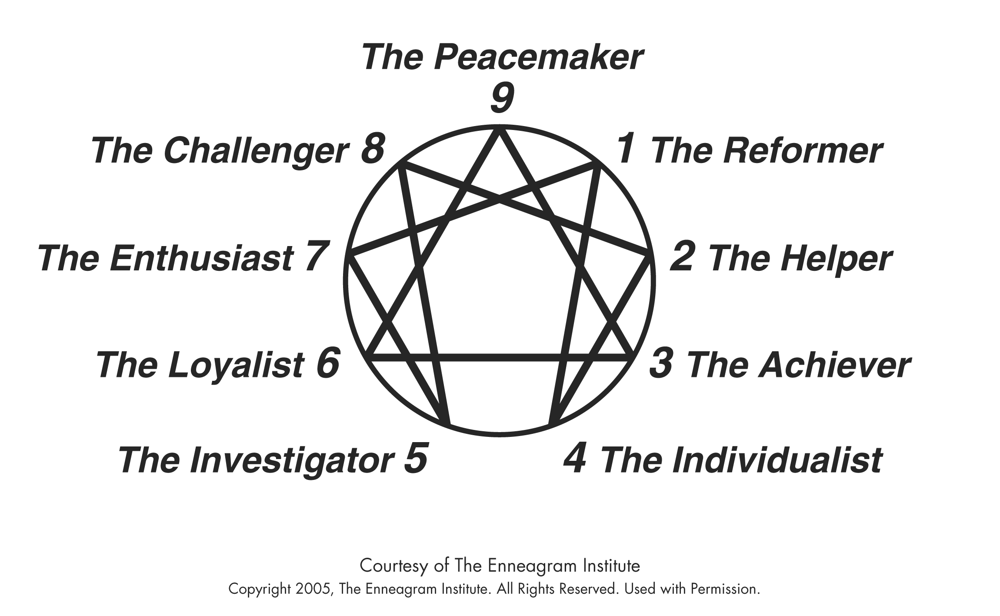 The Peacemaker
9
The Challenger 8
1 The Reformer
The Enthusiast 7
2 The Helper
The Loyalist 6
3 The Achiever
The Investigator 5
4 The Individualist
Courtesy of The Enneagram Institute
Copyright 2005, The Enneagram Institute. All Rights Reserved. Used with Permission.